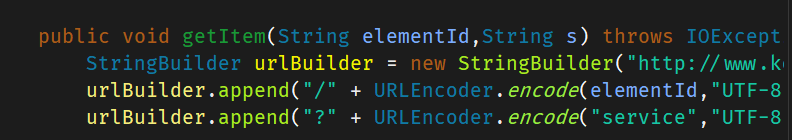 public void getItem(String elementId,String s) throws IOExcept
StringBuilder urlBuilder = new StringBuilder("http://www.k
urlBuilder.append("/" + URLEncoder.encode(elementId,"UTF-8
urlBuilder.append("?" + URLEncoder.encode("service","UTF-8